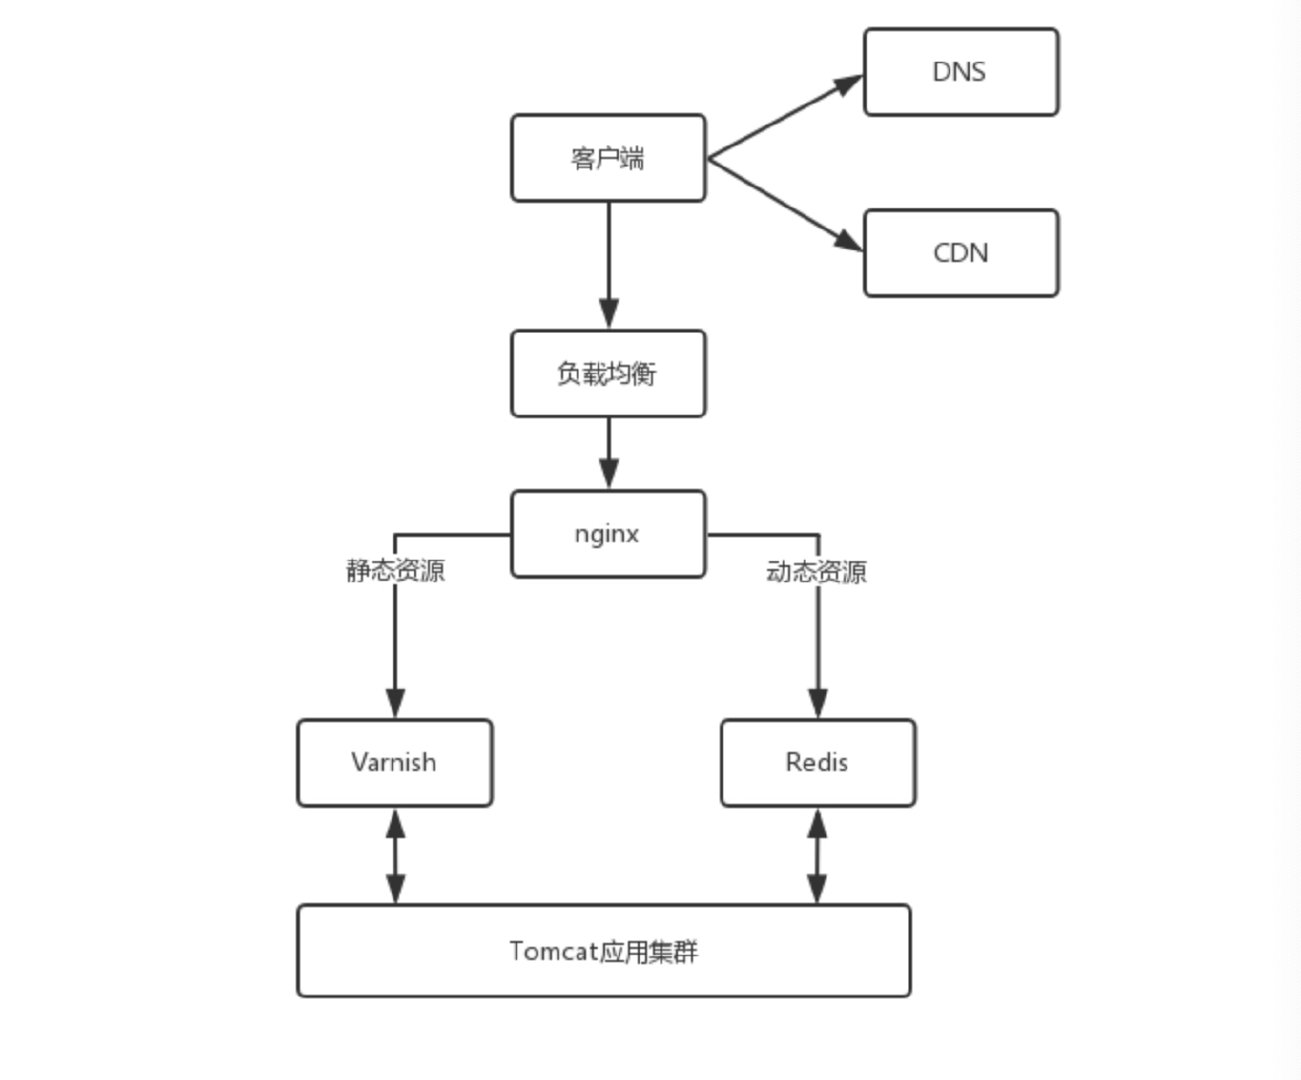 DNS
客户端
CDN
负载均衡
nginx
静态资源
动态资源
Varnish
Redis
Tomcat应用集群